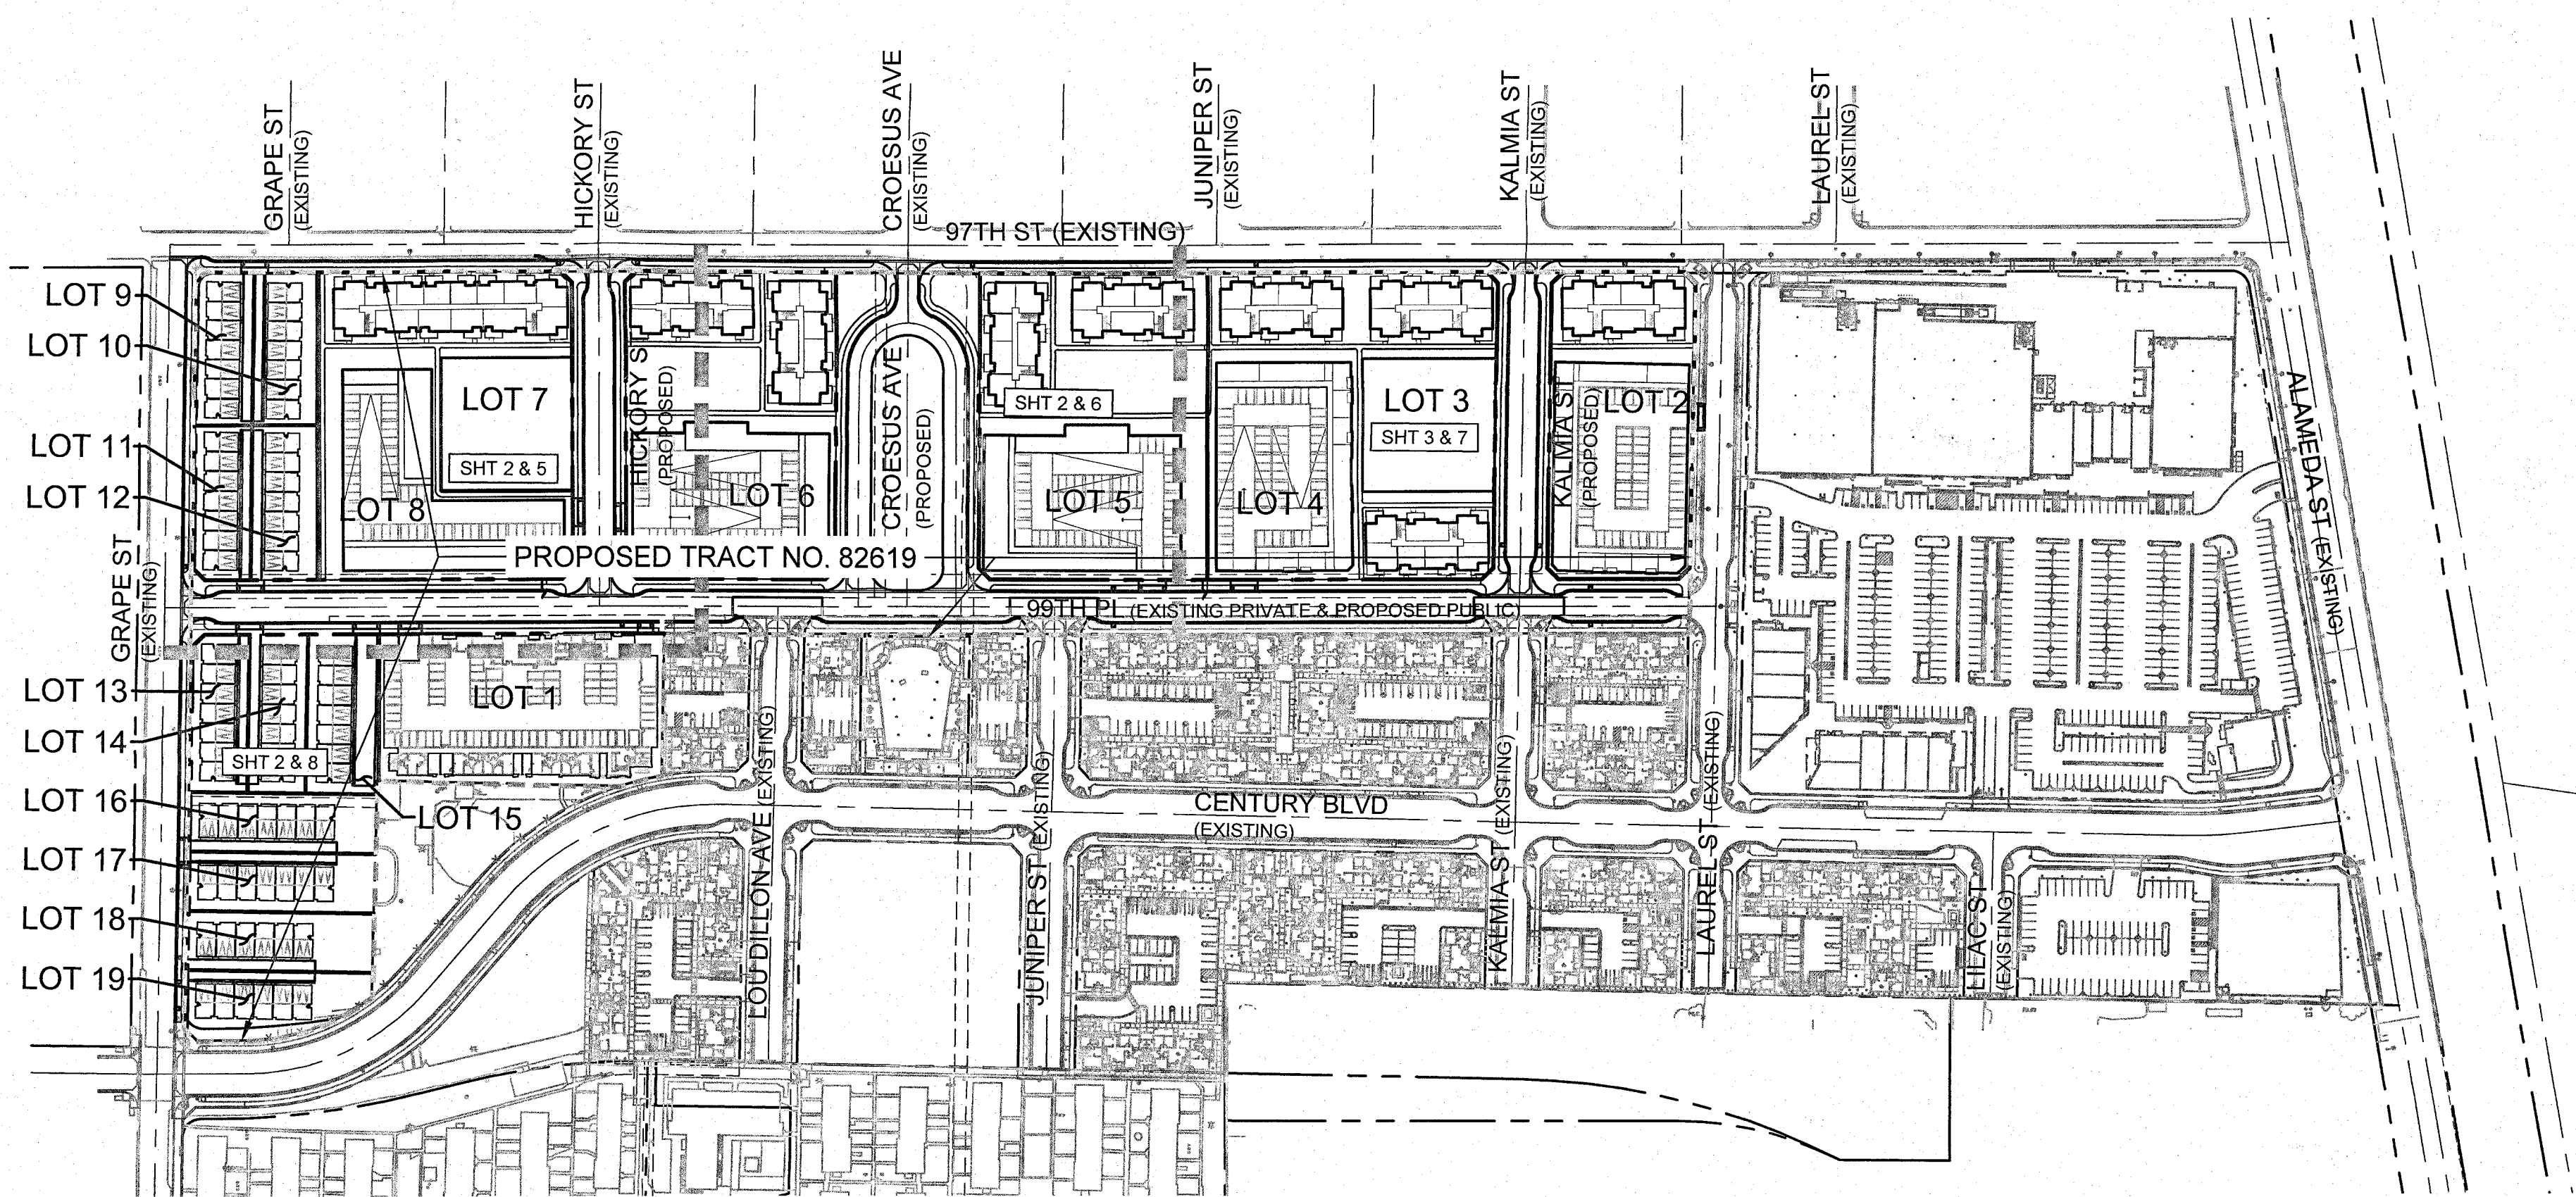 GRAPE ST
(EXISTING)
HICKORY ST
(EXISTING)
CROESUS AVE
(EXISTING)
JUNIPER ST
(EXISTING)
KALMIA ST
(EXISTING)
LAUREL ST
(EXISTING)
97TH ST (EXISTING)
LOT 9
LOT 10
LOT 11
LOT 12
LOT 7
SHT 2 & 5
LOT 8
HICKORY S
(PROPOSED)
LOT 6
CROESUS AVE
(PROPOSED)
SHT 2 & 6
LOT 5
LOT 4
LOT 3
SHT 3 & 7
KALMIA ST
(PROPOSED)
LOT 2
ALAMEDA ST (EXISTING)
PROPOSED TRACT NO. 82619
GRAPE ST
(EXISTING)
99TH PL (EXISTING PRIVATE & PROPOSED PUBLIC)
LOT 13
LOT 14
SHT 2 & 8
LOT 1
LOT 15
LOT 16
LOT 17
LOT 18
LOT 19
LOU DILLON AVE (EXISTING)
JUNIPER ST (EXISTING)
CENTURY BLVD
(EXISTING)
KALMIA ST (EXISTING)
LAUREL ST (EXISTING)
LILAC ST
(EXISTING)